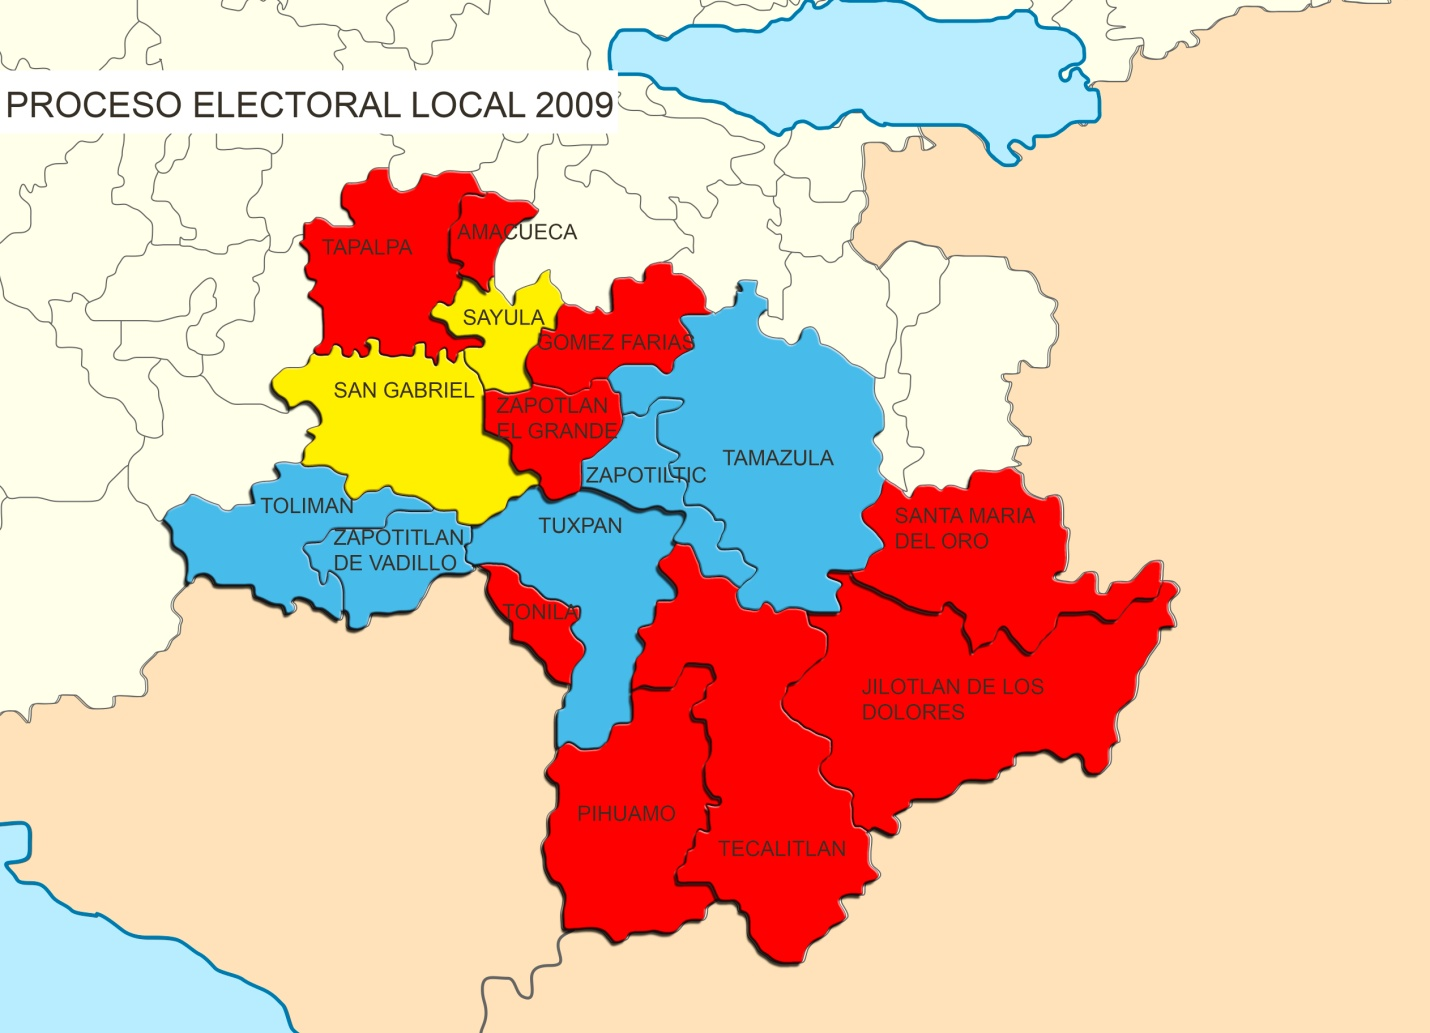 PROCESO ELECTORAL LOCAL 2009
AMACUECA
TAPALPA
SAYULA
GOMEZ FARIAS
SAN GABRIEL
ZAPOTLAN
EL GRANDE
TAMAZULA
ZAPOTILTIC
TOLIMAN
TUXPAN
SANTA MARIA
DEL ORO
ZAPOTITLAN
DE VADILLO
TONILA
JILOTLAN DE LOS
DOLORES
PIHUAMO
TECALITLAN